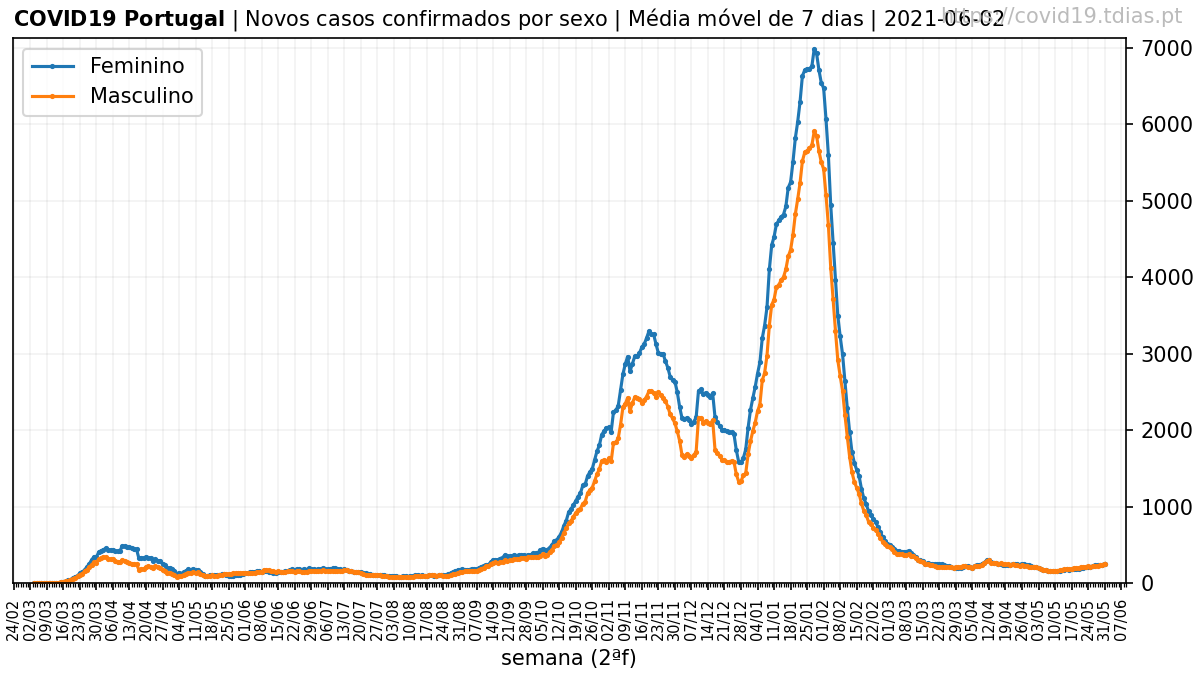 COVID19 Portugal | Novos casos confirmados por sexo | Média móvel de 7 dias | 2021-06-02
https://covid19.tdias.pt
Feminino
Masculino
7000
6000
5000
4000
3000
2000
1000
0
24/02 02/03 09/03 16/03 23/03 30/03 06/04 13/04 20/04 27/04 04/05 11/05 18/05 25/05 01/06 08/06 15/06 22/06 29/06 06/07 13/07 20/07 27/07 03/08 10/08 17/08 24/08 31/08 07/09 14/09 21/09 28/09 05/10 12/10 19/10 26/10 02/11 09/11 16/11 23/11 30/11 07/12 14/12 21/12 28/12 04/01 11/01 18/01 25/01 01/02 08/02 15/02 22/02 01/03 08/03 15/03 22/03 29/03 05/04 12/04 19/04 26/04 03/05 10/05 17/05 24/05 31/05 07/06
semana (2ªf)